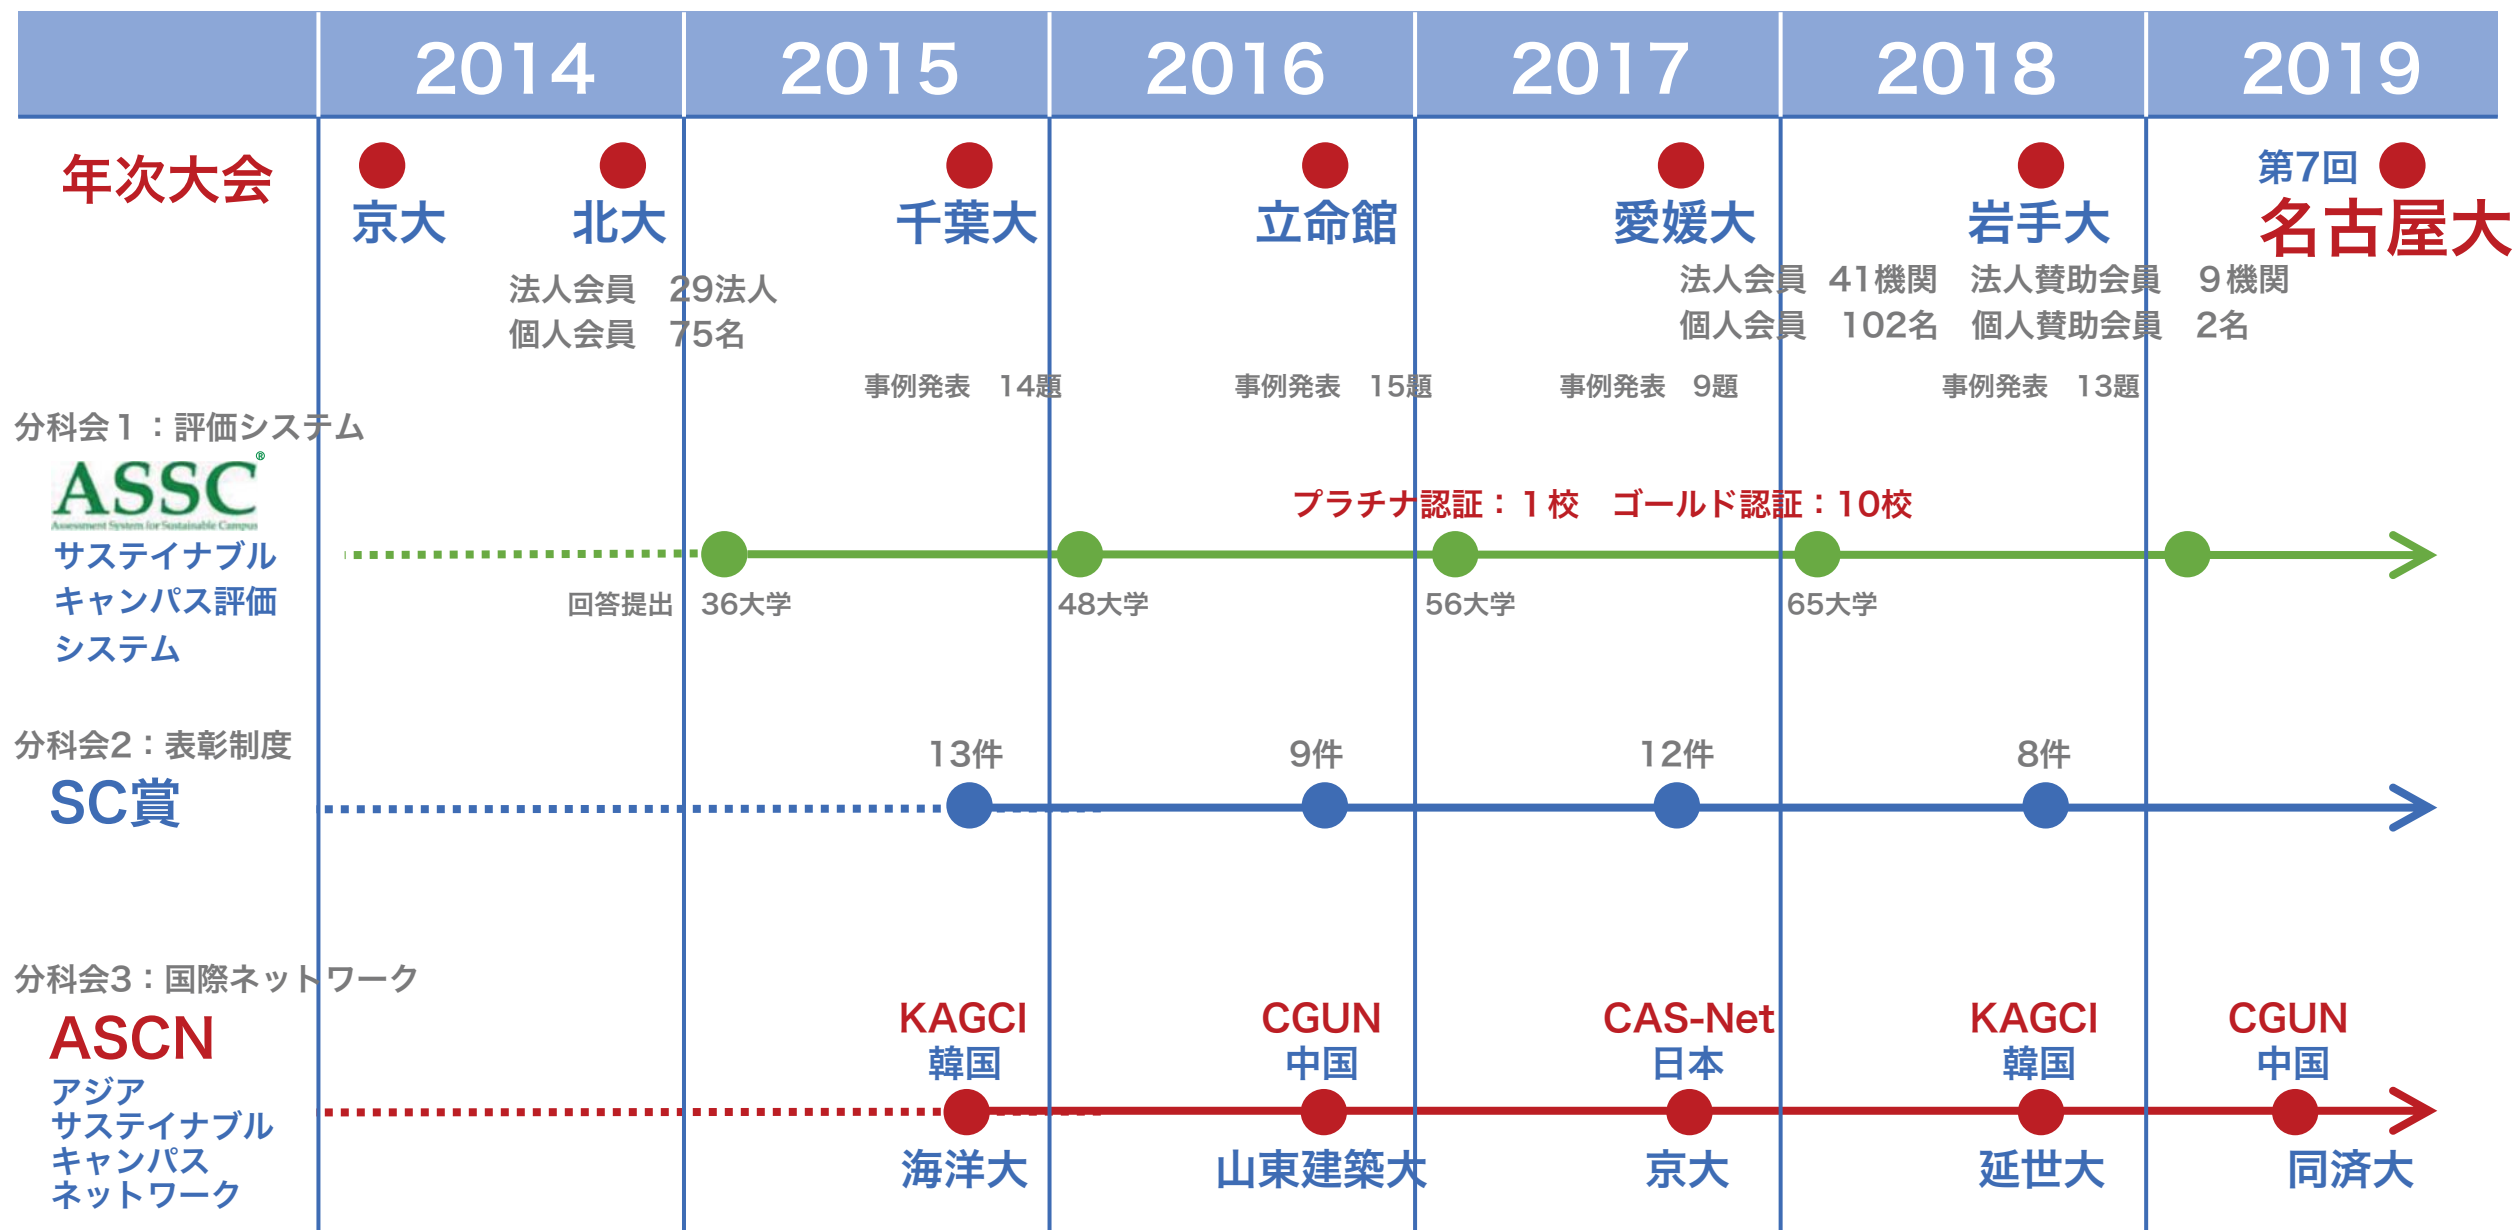 2014 2015 2016 2017 2018 2019
年次大会
第7回
京大 北大 千葉大 立命館 愛媛大 岩手大 名古屋大
法人会員 29法人
個人会員 75名
法人会員 41機関 法人賛助会員 9機関
個人会員 102名 個人賛助会員 2名
事例発表 14題 事例発表 15題 事例発表 9題 事例発表 13題
分科会1：評価システム
ASSC®
Assessment System for Sustainable Campus
プラチナ認証：1校 ゴールド認証：10校
サステイナブル
キャンパス評価
システム
回答提出 36大学 48大学 56大学 65大学
分科会2：表彰制度
SC賞
13件 9件 12件 8件
分科会3：国際ネットワーク
ASCN
KAGCI CGUN CAS-Net KAGCI CGUN
韓国 中国 日本 韓国 中国
アジア
サステイナブル
キャンパス
ネットワーク
海洋大 山東建築大 京大 延世大 同済大